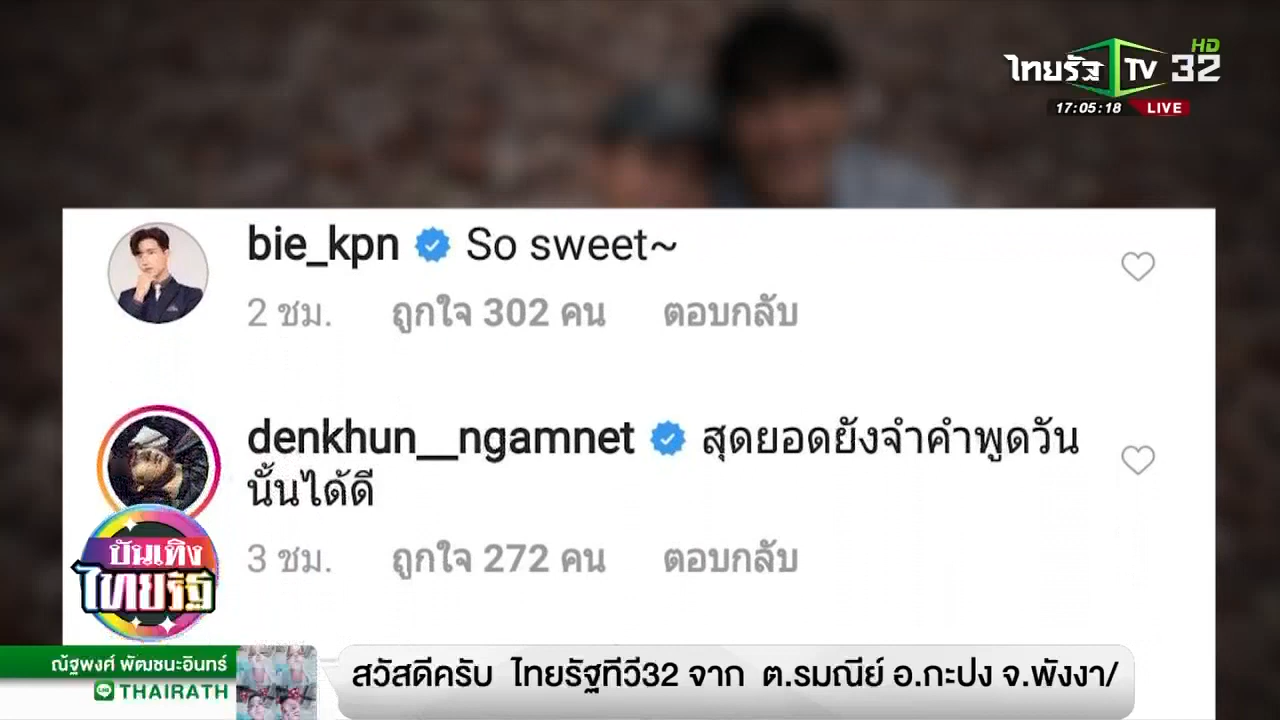 HD
ไทยรัฐ TV 32
17:05:18 LIVE
bie_kpn So sweet~
2 ชม. ถูกใจ 302 คน ตอบกลับ
denkhun__ngamnet สุดยอดยังจำคำพูดวัน
นั้นได้ดี
3 ชม. ถูกใจ 272 คน ตอบกลับ
บันเทิง
ไทยรัฐ
ณัฐพงศ์ พัฒชนะอินทร์
LINE THAIRATH
สวัสดีครับ ไทยรัฐทีวี32 จาก ต.รมณีย์ อ.กะปง จ.พังงา/